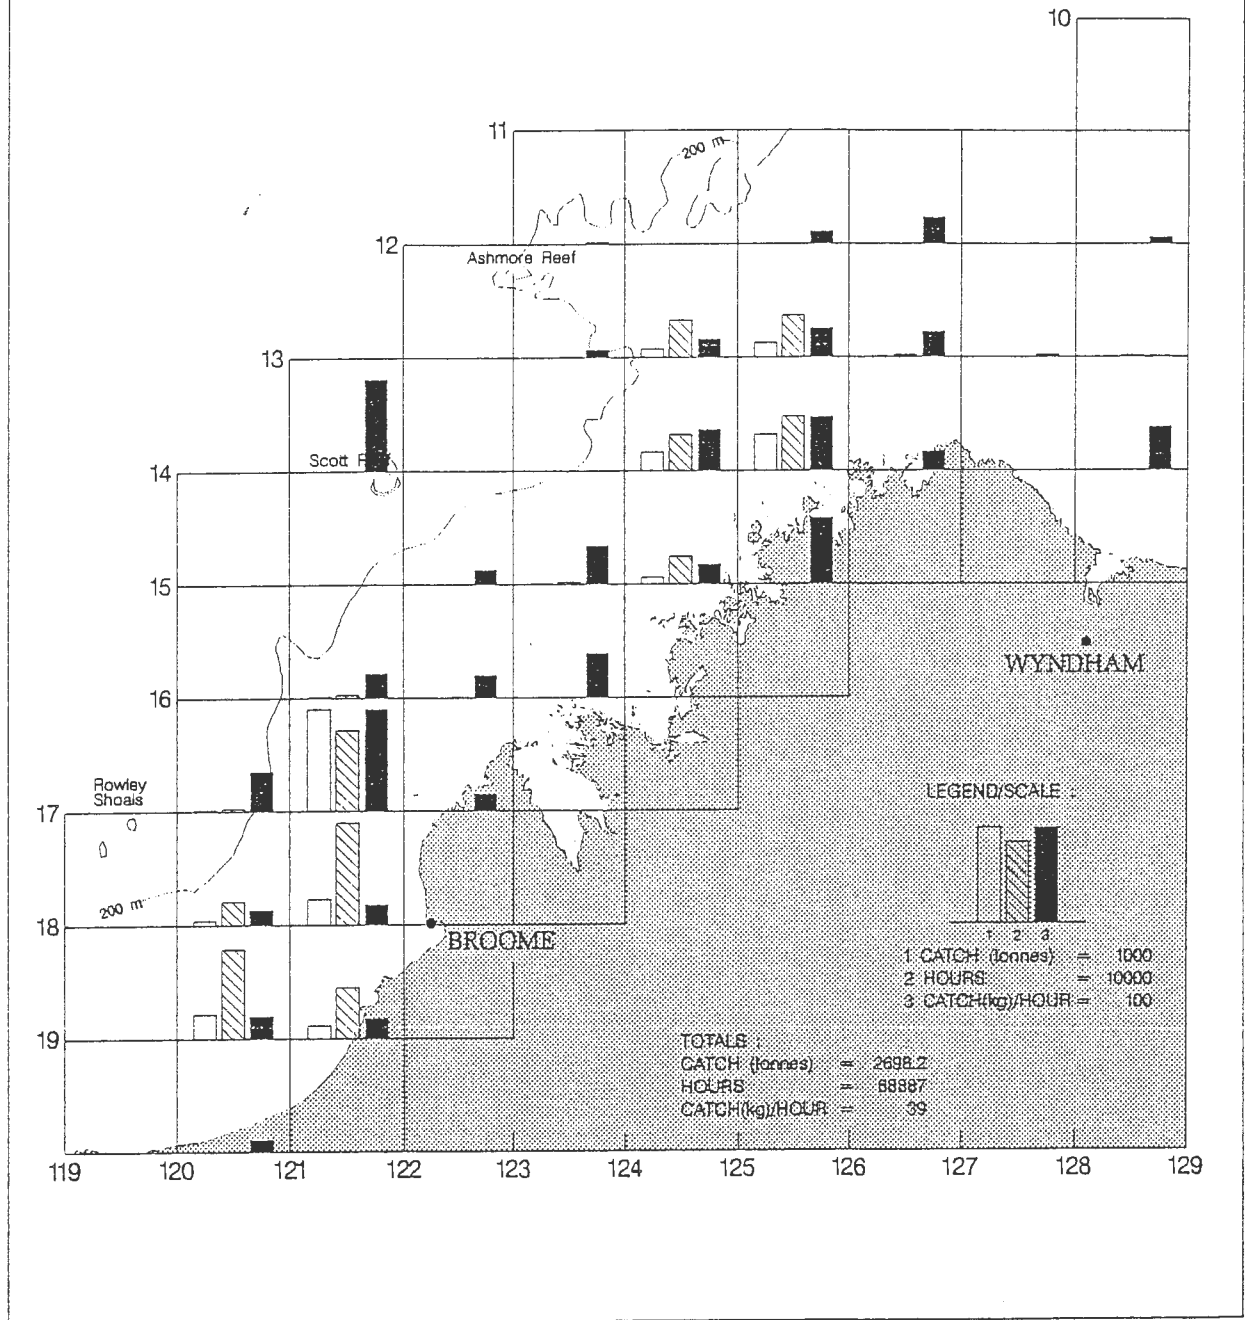 10
11
200 m
12
Ashmore Reef
13
Scott R f
14
15
WYNDHAM
16
Rowley
Shoals
LEGEND/SCALE :
17
200 m
18
BROOME
1 2 3
1 CATCH (tonnes) = 1000
2 HOURS = 10000
3 CATCH(kg)/HOUR = 100
19
TOTALS :
CATCH (tonnes) = 2698.2
HOURS = 68887
CATCH(kg)/HOUR = 39
119 120 121 122 123 124 125 126 127 128 129